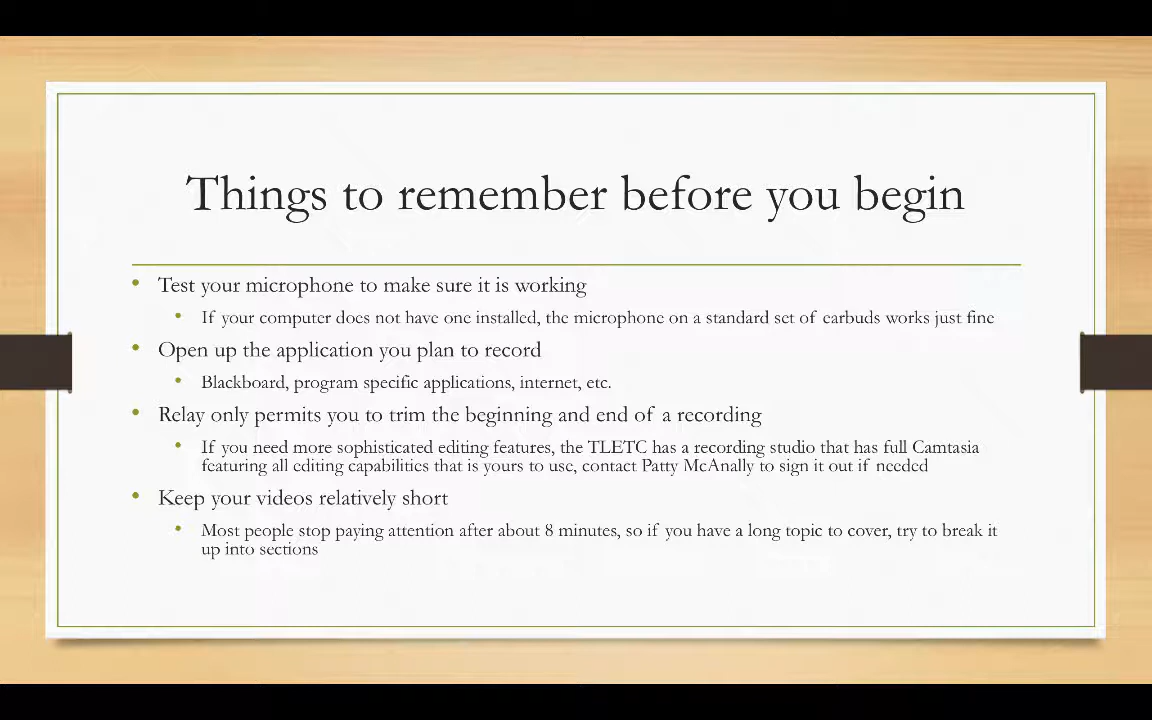 Things to remember before you begin
• Test your microphone to make sure it is working
• If your computer does not have one installed, the microphone on a standard set of earbuds works just fine
• Open up the application you plan to record
• Blackboard, program specific applications, internet, etc.
• Relay only permits you to trim the beginning and end of a recording
• If you need more sophisticated editing features, the TLETC has a recording studio that has full Camtasia
featuring all editing capabilities that is yours to use, contact Patty McAnally to sign it out if needed
• Keep your videos relatively short
• Most people stop paying attention after about 8 minutes, so if you have a long topic to cover, try to break it
up into sections